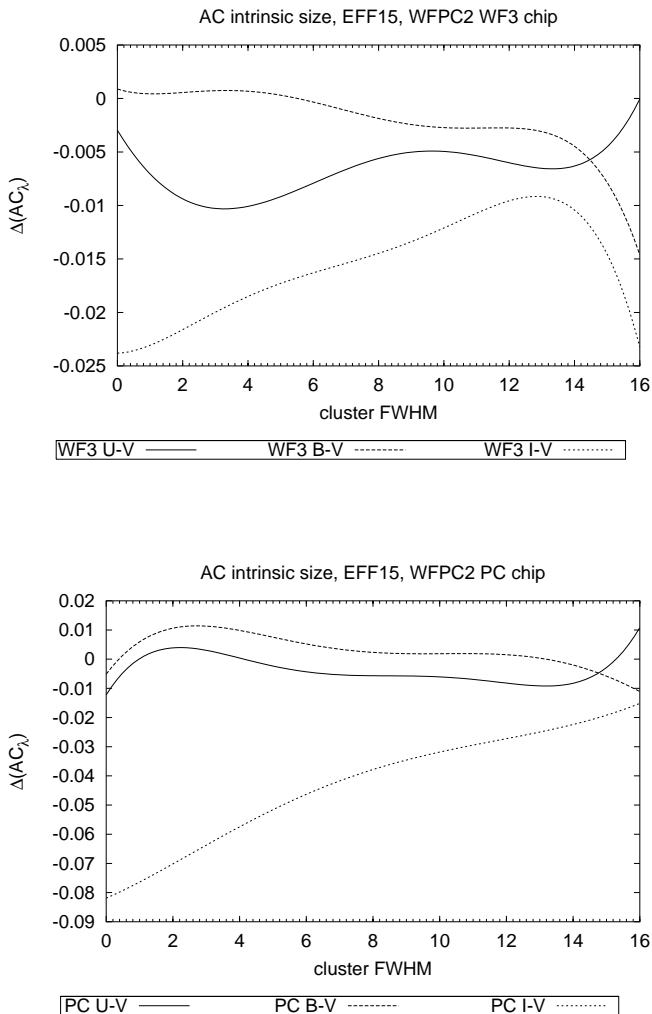 AC intrinsic size, EFF15, WFPC2 WF3 chip
0.005
0
-0.005
-0.01
-0.015
-0.02
-0.025
Δ(ACλ)
0 2 4 6 8 10 12 14 16
cluster FWHM
WF3 U-V WF3 B-V WF3 I-V
AC intrinsic size, EFF15, WFPC2 PC chip
0.02
0.01
0
-0.01
-0.02
-0.03
-0.04
-0.05
-0.06
-0.07
-0.08
-0.09
Δ(ACλ)
0 2 4 6 8 10 12 14 16
cluster FWHM
PC U-V PC B-V PC I-V